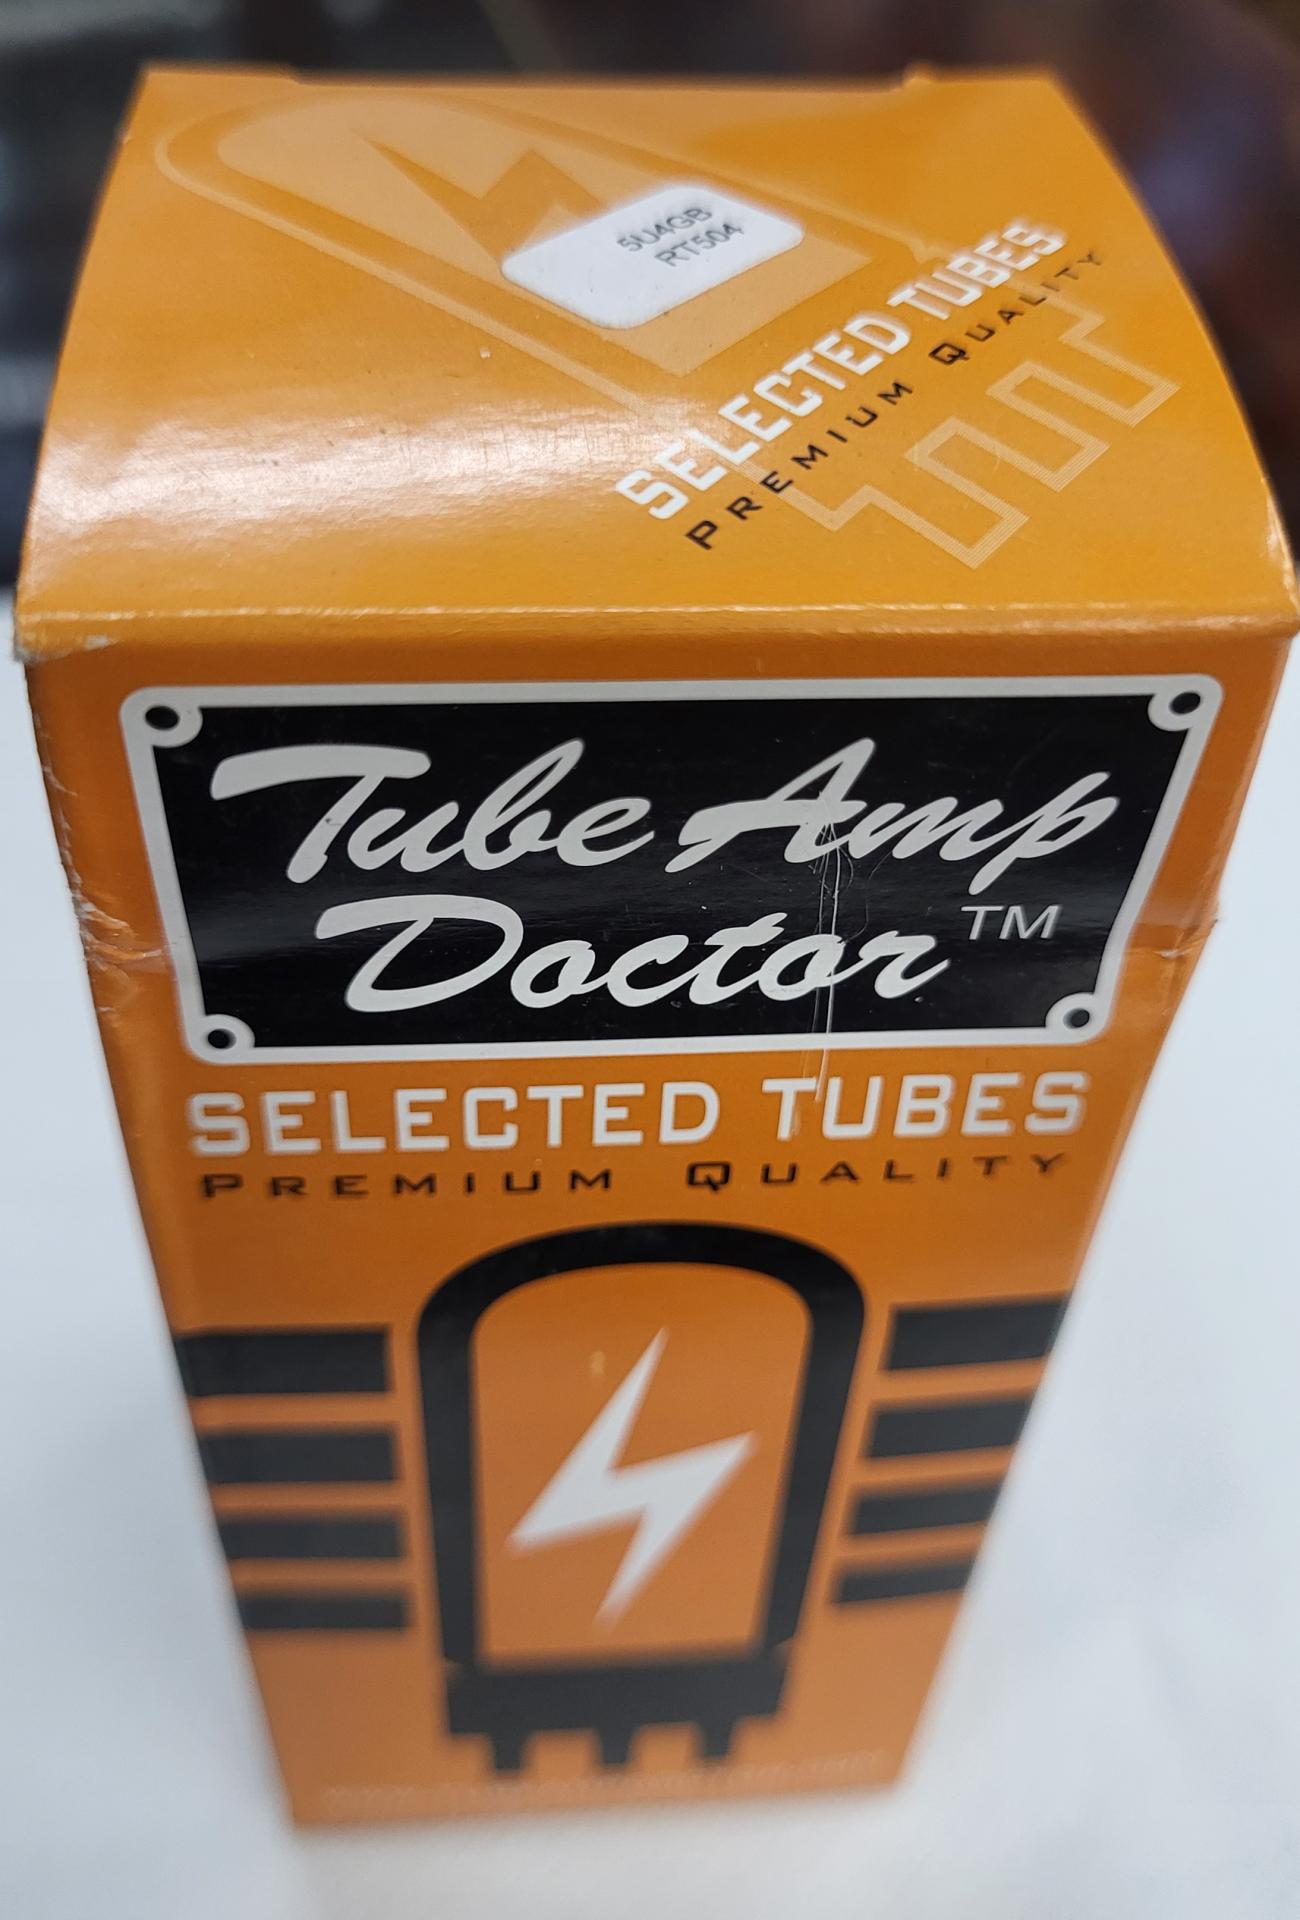 5U4GB
RT504
SELECTED TUBES
PREMIUM QUALITY
Tube Amp
Doctor™
SELECTED TUBES
PREMIUM QUALITY